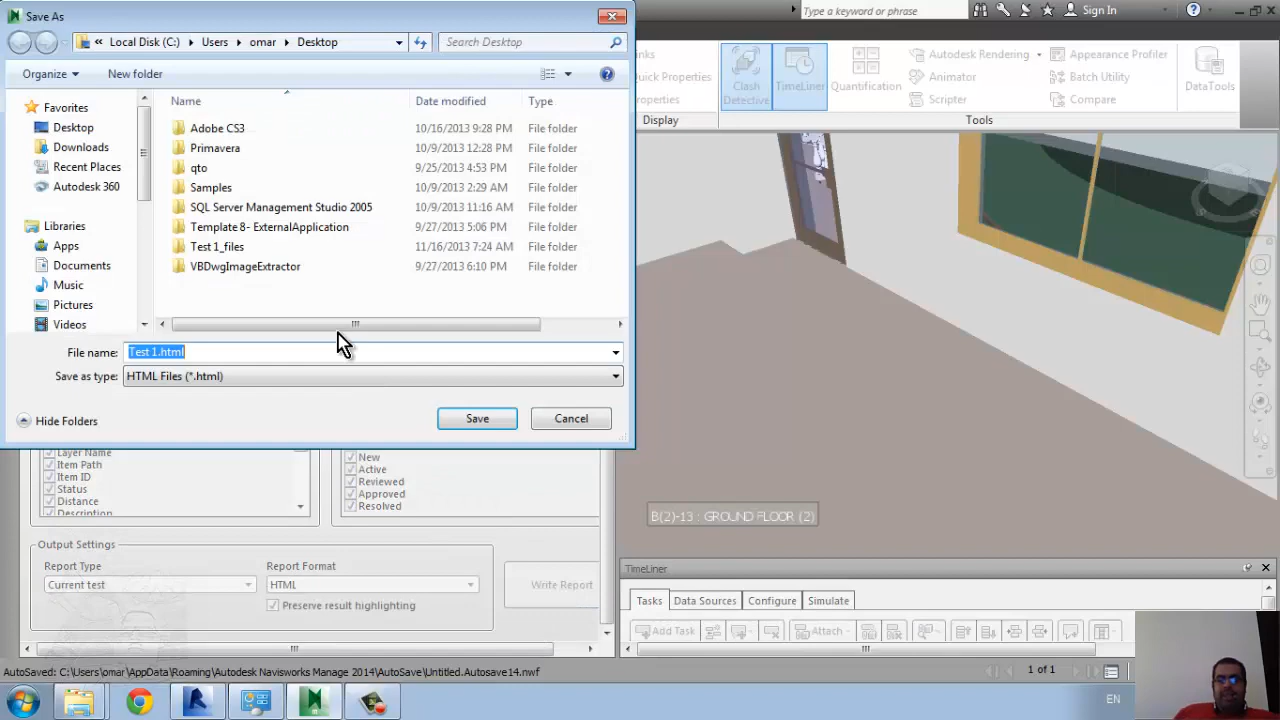 Save As
Type a keyword or phrase
Sign In
Local Disk (C:)
Users
omar
Desktop
Search Desktop
Organize
New folder
Favorites
Desktop
Downloads
Recent Places
Autodesk 360
Libraries
Apps
Documents
Music
Pictures
Videos
Name
Date modified
Type
Adobe CS3 10/16/2013 9:28 PM File folder
Primavera 10/9/2013 12:28 PM File folder
qto 9/25/2013 4:53 PM File folder
Samples 10/9/2013 2:29 AM File folder
SQL Server Management Studio 2005 10/9/2013 11:16 AM File folder
Template 8- ExternalApplication 9/27/2013 5:06 PM File folder
Test 1_files 11/16/2013 7:24 AM File folder
VBDwgImageExtractor 9/27/2013 6:10 PM File folder
File name: Test 1.html
Save as type: HTML Files (*.html)
Hide Folders
Save
Cancel
inks
uick Properties
operties
Display
Clash Detective
TimeLiner
Quantification
Autodesk Rendering
Animator
Scripter
Appearance Profiler
Batch Utility
Compare
DataTools
Tools
B(2)-13 : GROUND FLOOR (2)
Layer Name
Item Path
Item ID
Status
Distance
Description
New
Active
Reviewed
Approved
Resolved
Output Settings
Report Type
Current test
Report Format
HTML
Preserve result highlighting
Write Report
TimeLiner
Tasks
Data Sources
Configure
Simulate
Add Task
Attach
AutoSaved: C:\Users\omar\AppData\Roaming\Autodesk Navisworks Manage 2014\AutoSave\Untitled.Autosave14.nwf
1 of 1
EN